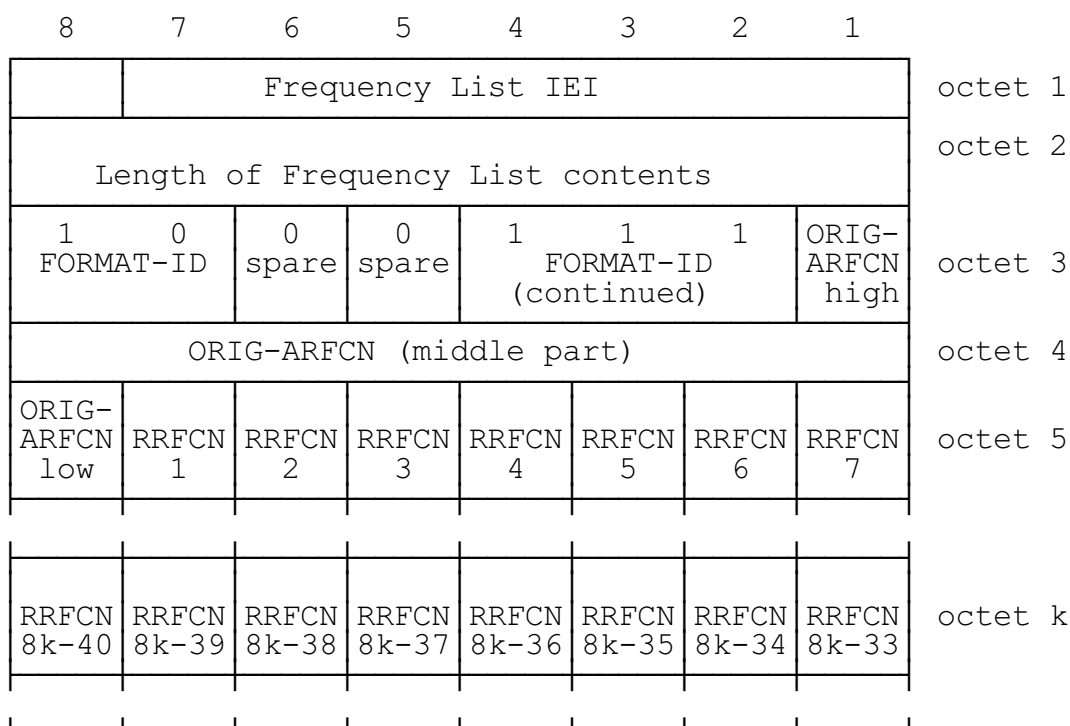 8 7 6 5 4 3 2 1
Frequency List IEI octet 1
octet 2
Length of Frequency List contents
1 0 0 0 1 1 1 ORIG-
FORMAT-ID spare spare FORMAT-ID ARFCN octet 3
(continued) high
ORIG-ARFCN (middle part) octet 4
ORIG-
ARFCN RRFCN RRFCN RRFCN RRFCN RRFCN RRFCN RRFCN octet 5
low 1 2 3 4 5 6 7
RRFCN RRFCN RRFCN RRFCN RRFCN RRFCN RRFCN RRFCN octet k
8k-40 8k-39 8k-38 8k-37 8k-36 8k-35 8k-34 8k-33